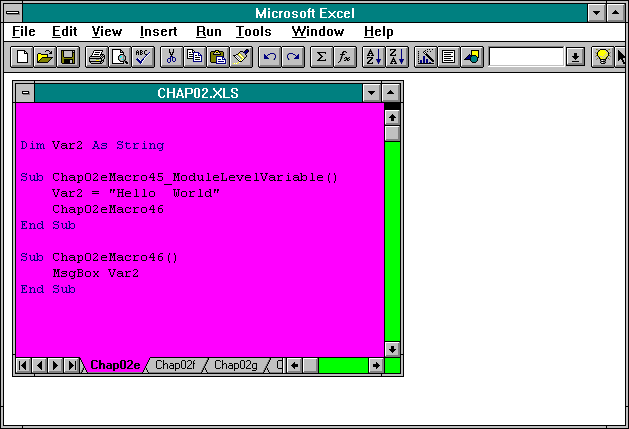 Microsoft Excel
File Edit View Insert Run Tools Window Help
CHAP02.XLS
Dim Var2 As String
Sub Chap02eMacro45_ModuleLevelVariable()
    Var2 = "Hello  World"
    Chap02eMacro46
End Sub
Sub Chap02eMacro46()
    MsgBox Var2
End Sub
Chap02e Chap02f Chap02g C